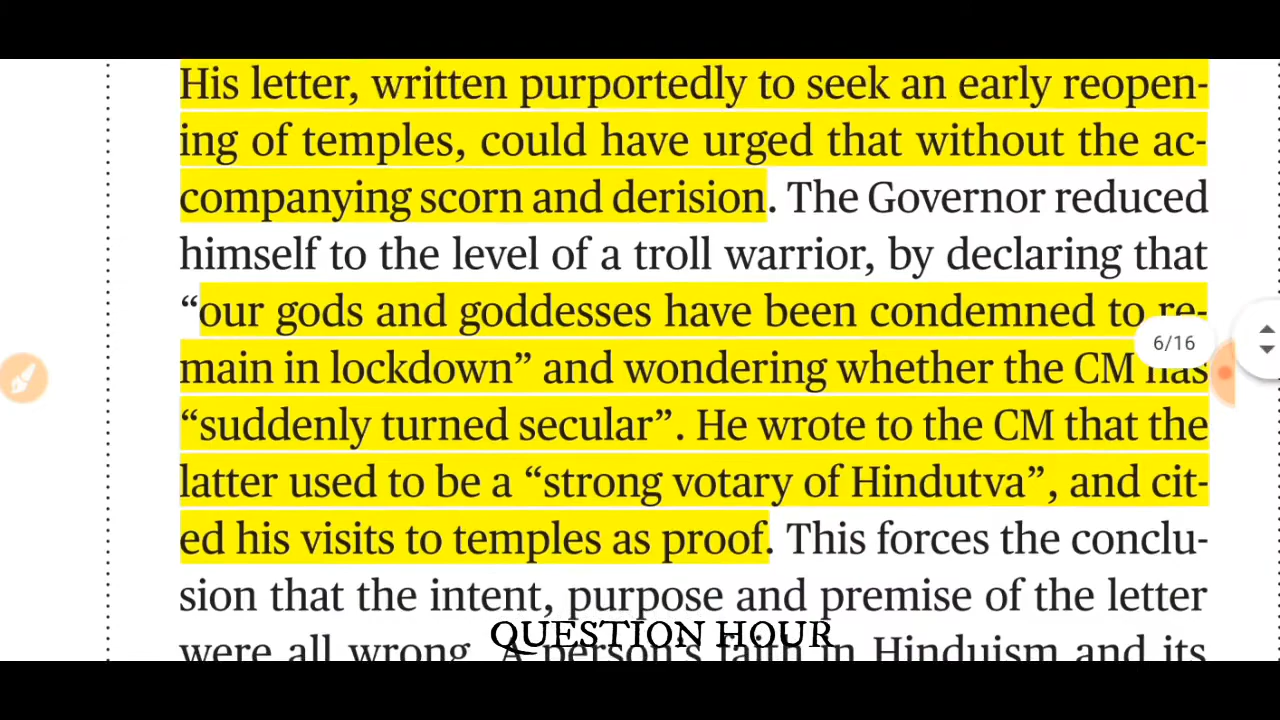 His letter, written purportedly to seek an early reopen-
ing of temples, could have urged that without the ac-
companying scorn and derision. The Governor reduced
himself to the level of a troll warrior, by declaring that
“our gods and goddesses have been condemned to re-
main in lockdown” and wondering whether the CM has
“suddenly turned secular”. He wrote to the CM that the
latter used to be a “strong votary of Hindutva”, and cit-
ed his visits to temples as proof. This forces the conclu-
sion that the intent, purpose and premise of the letter
were all wrong. A person’s faith in Hinduism and its
6/16
QUESTION HOUR